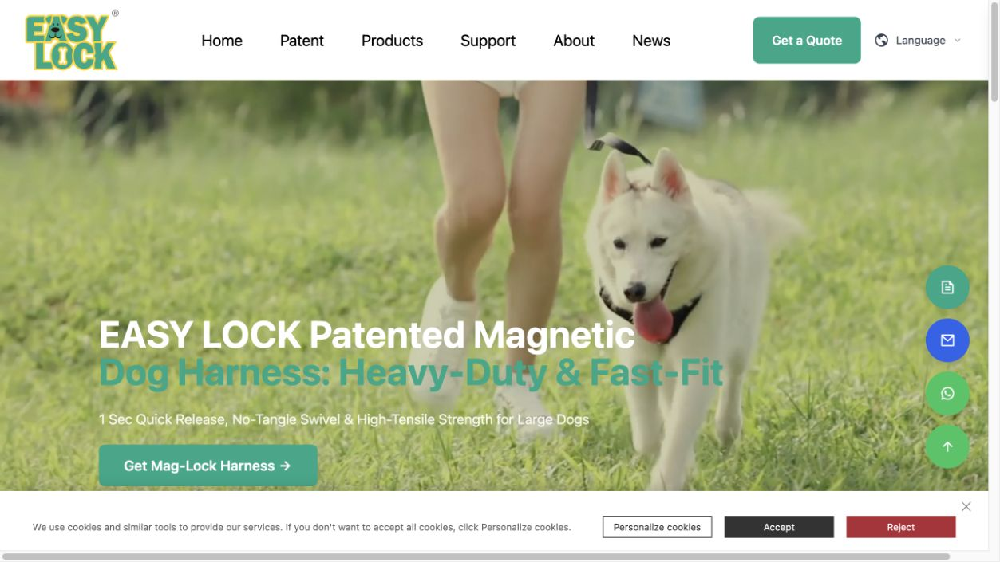 EASY LOCK ®
Home
Patent
Products
Support
About
News
Get a Quote
Language
EASY LOCK Patented Magnetic
Dog Harness: Heavy-Duty & Fast-Fit
1 Sec Quick Release, No-Tangle Swivel & High-Tensile Strength for Large Dogs
Get Mag-Lock Harness →
We use cookies and similar tools to provide our services. If you don't want to accept all cookies, click Personalize cookies.
Personalize cookies
Accept
Reject